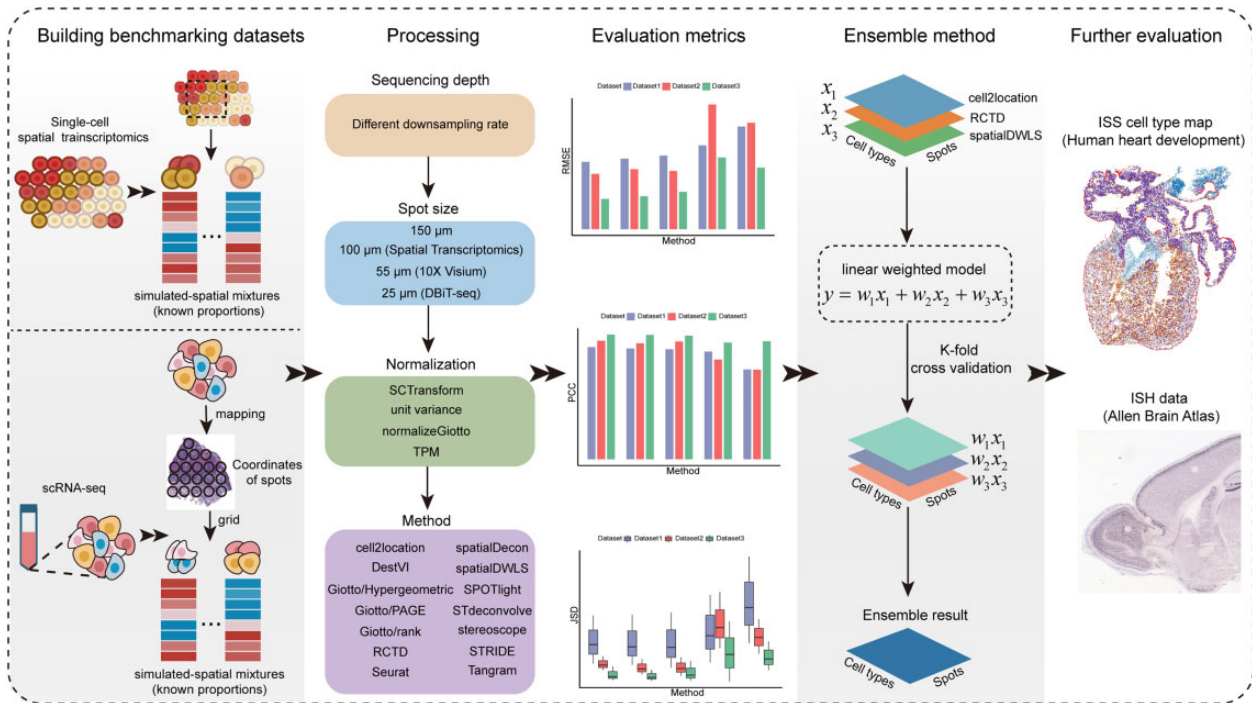 Building benchmarking datasets
Single-cell
spatial trainscriptomics
...
simulated-spatial mixtures
(known proportions)
mapping
Coordinates
of spots
scRNA-seq
grid
...
simulated-spatial mixtures
(known proportions)
Processing
Sequencing depth
Different downsampling rate
Spot size
150 μm
100 μm (Spatial Transcriptomics)
55 μm (10X Visium)
25 μm (DBiT-seq)
Normalization
SCTransform
unit variance
normalizeGiotto
TPM
Method
cell2location spatialDecon
DestVI spatialDWLS
Giotto/Hypergeometric SPOTlight
Giotto/PAGE STdeconvolve
Giotto/rank stereoscope
RCTD STRIDE
Seurat Tangram
Evaluation metrics
Dataset Dataset1 Dataset2 Dataset3
RMSE
Method
Dataset Dataset1 Dataset2 Dataset3
PCC
Method
Dataset Dataset1 Dataset2 Dataset3
JSD
Method
Ensemble method
x₁ cell2location
x₂ RCTD
x₃ spatialDWLS
Cell types Spots
linear weighted model
y = w₁x₁ + w₂x₂ + w₃x₃
K-fold
cross validation
w₁x₁
w₂x₂
w₃x₃
Cell types Spots
Ensemble result
Cell types Spots
Further evaluation
ISS cell type map
(Human heart development)
ISH data
(Allen Brain Atlas)